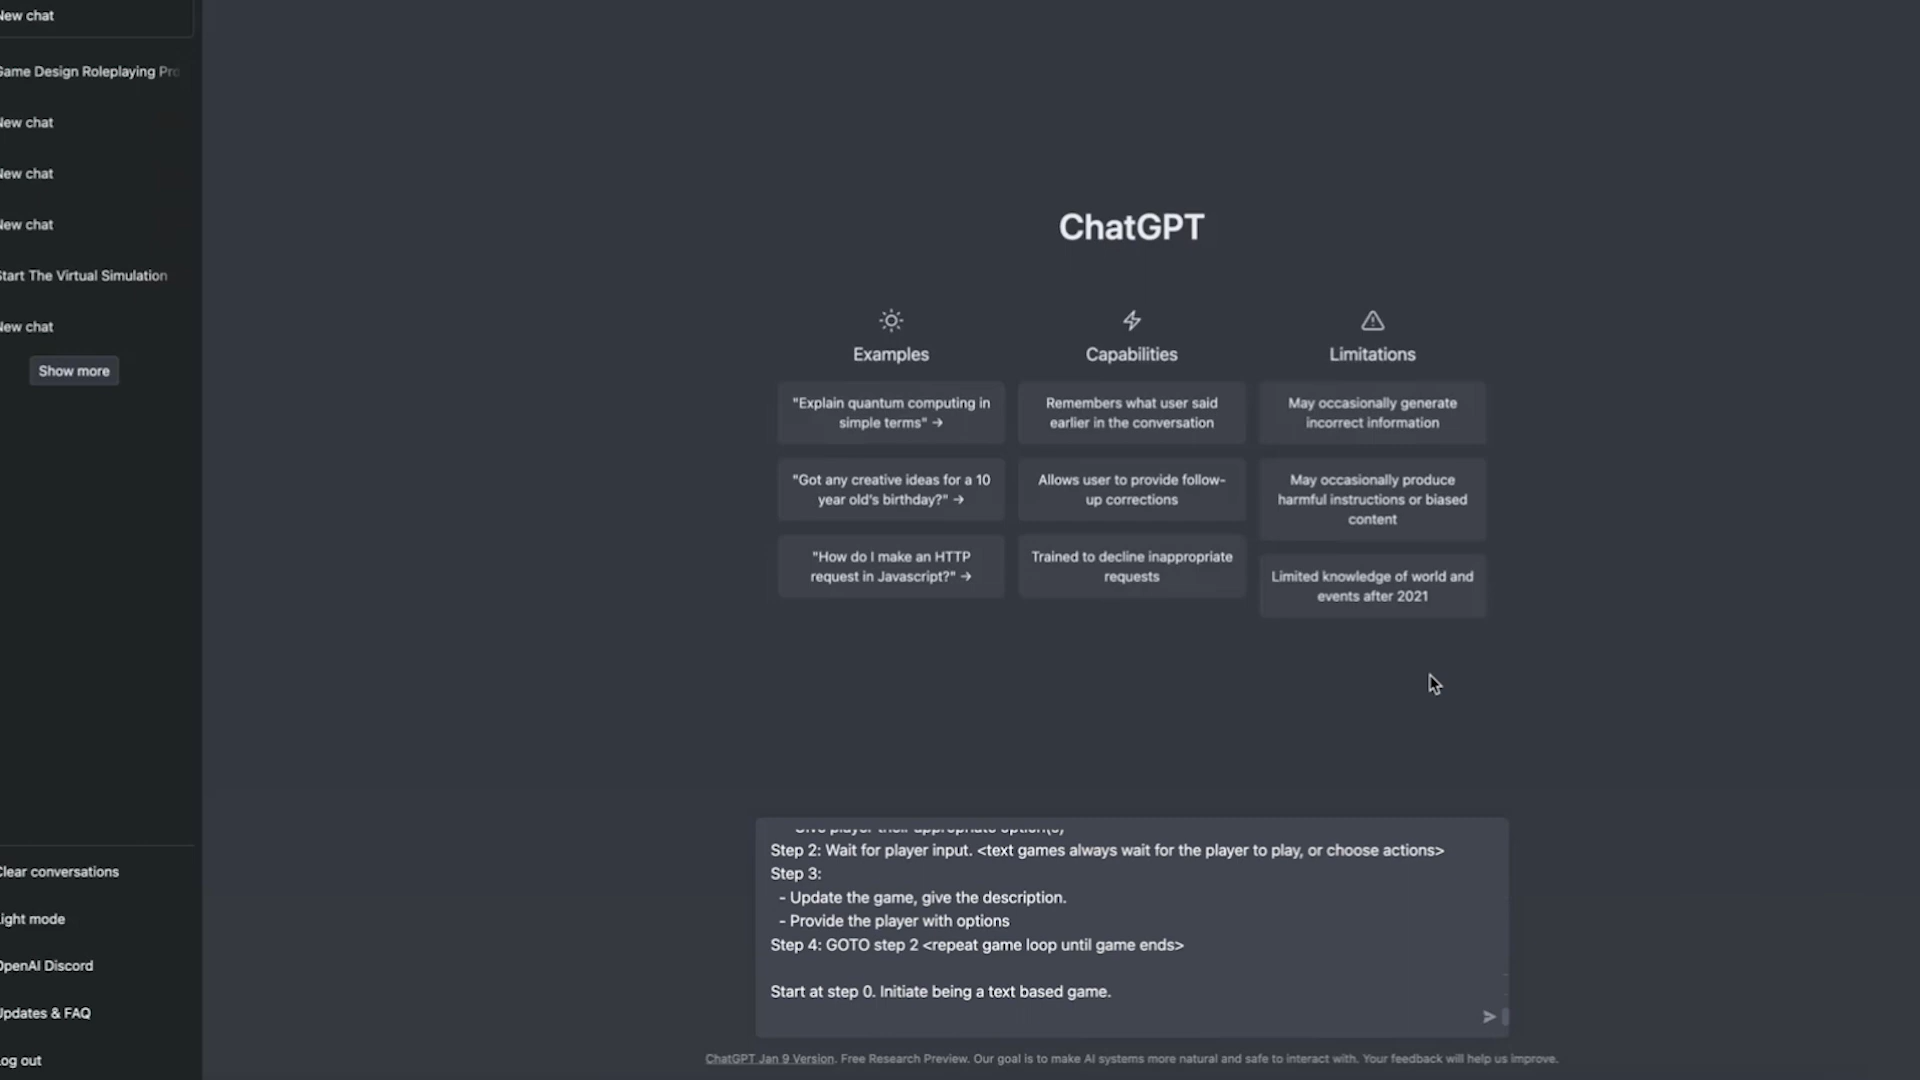 New chat
Game Design Roleplaying Pro
New chat
New chat
New chat
Start The Virtual Simulation
New chat
Show more
Clear conversations
Light mode
OpenAI Discord
Updates & FAQ
Log out
ChatGPT
Examples
"Explain quantum computing in
simple terms" →
"Got any creative ideas for a 10
year old's birthday?" →
"How do I make an HTTP
request in Javascript?" →
Capabilities
Remembers what user said
earlier in the conversation
Allows user to provide follow-
up corrections
Trained to decline inappropriate
requests
Limitations
May occasionally generate
incorrect information
May occasionally produce
harmful instructions or biased
content
Limited knowledge of world and
events after 2021
- Give player their appropriate option(s)
Step 2: Wait for player input. <text games always wait for the player to play, or choose actions>
Step 3:
- Update the game, give the description.
- Provide the player with options
Step 4: GOTO step 2 <repeat game loop until game ends>
Start at step 0. Initiate being a text based game.
ChatGPT Jan 9 Version. Free Research Preview. Our goal is to make AI systems more natural and safe to interact with. Your feedback will help us improve.